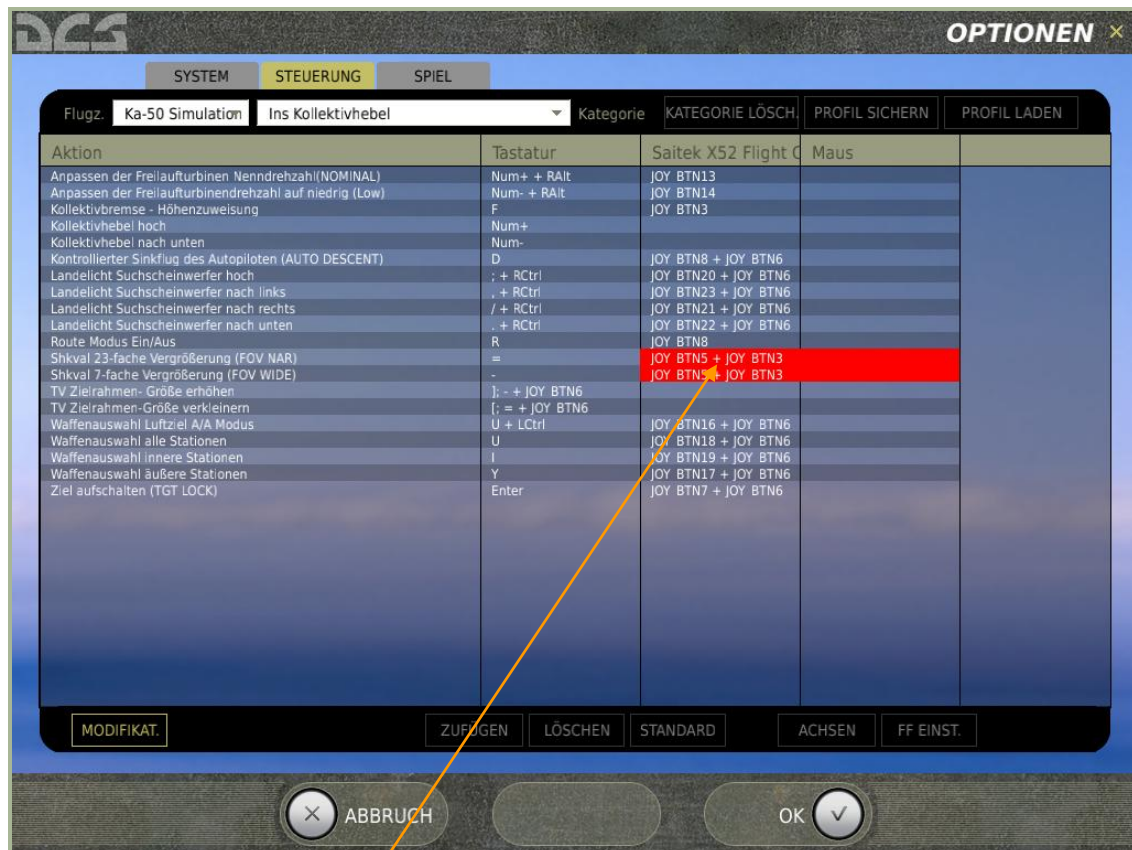 DCS
OPTIONEN ×
SYSTEM STEUERUNG SPIEL
Flugz. Ka-50 Simulation Ins Kollektivhebel Kategorie KATEGORIE LÖSCH. PROFIL SICHERN PROFIL LADEN
Aktion Tastatur Saitek X52 Flight C Maus
Anpassen der Freilaufturbinen Nenndrehzahl(NOMINAL) Num+ + RAlt JOY BTN13
Anpassen der Freilaufturbinendrehzahl auf niedrig (Low) Num- + RAlt JOY BTN14
Kollektivbremse - Höhenzuweisung F JOY BTN3
Kollektivhebel hoch Num+
Kollektivhebel nach unten Num-
Kontrollierter Sinkflug des Autopiloten (AUTO DESCENT) D JOY BTN8 + JOY BTN6
Landelicht Suchscheinwerfer hoch ; + RCtrl JOY BTN20 + JOY BTN6
Landelicht Suchscheinwerfer nach links , + RCtrl JOY BTN23 + JOY BTN6
Landelicht Suchscheinwerfer nach rechts / + RCtrl JOY BTN21 + JOY BTN6
Landelicht Suchscheinwerfer nach unten . + RCtrl JOY BTN22 + JOY BTN6
Route Modus Ein/Aus R JOY BTN8
Shkval 23-fache Vergrößerung (FOV NAR) = JOY BTN5 + JOY BTN3
Shkval 7-fache Vergrößerung (FOV WIDE) - JOY BTN5 + JOY BTN3
TV Zielrahmen- Größe erhöhen ]; - + JOY BTN6
TV Zielrahmen-Größe verkleinern [; = + JOY BTN6
Waffenauswahl Luftziel A/A Modus U + LCtrl JOY BTN16 + JOY BTN6
Waffenauswahl alle Stationen U JOY BTN18 + JOY BTN6
Waffenauswahl innere Stationen I JOY BTN19 + JOY BTN6
Waffenauswahl äußere Stationen Y JOY BTN17 + JOY BTN6
Ziel aufschalten (TGT LOCK) Enter JOY BTN7 + JOY BTN6
MODIFIKAT. ZUFÜGEN LÖSCHEN STANDARD ACHSEN FF EINST.
ABBRUCH OK